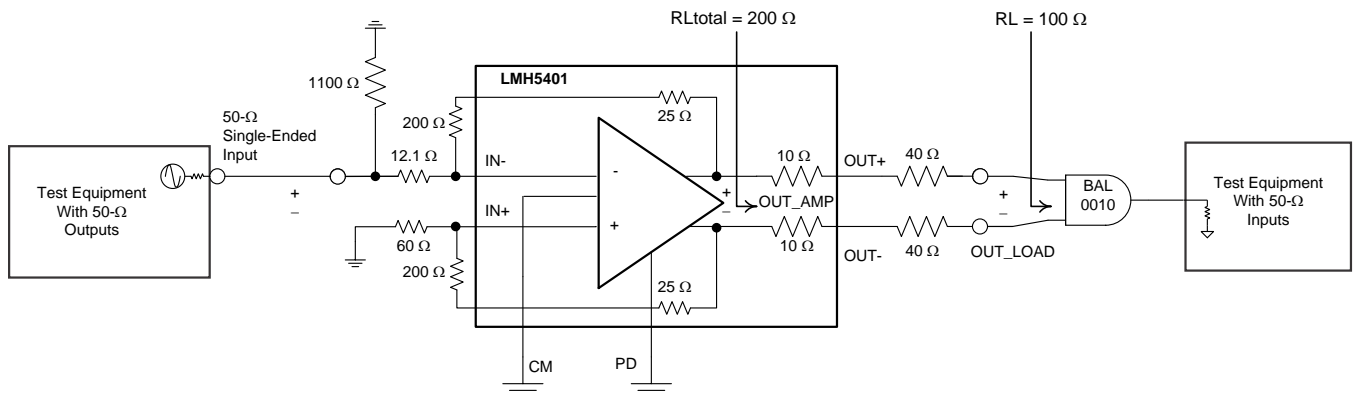 RLtotal = 200 Ω
RL = 100 Ω
1100 Ω
LMH5401
50-Ω
Single-Ended
Input
200 Ω
25 Ω
12.1 Ω
IN-
-
10 Ω
OUT+
40 Ω
Test Equipment
With 50-Ω
Outputs
+
–
IN+
+
+
–
OUT_AMP
+
–
BAL
0010
Test Equipment
With 50-Ω
Inputs
60 Ω
10 Ω
OUT-
40 Ω
OUT_LOAD
200 Ω
25 Ω
CM
PD